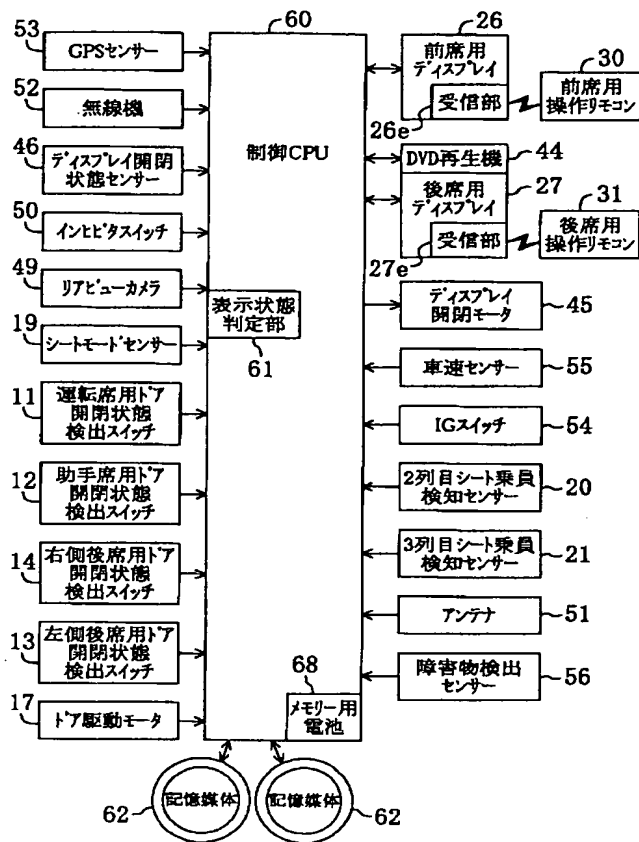 53
GPSセンサー
52
無線機
46
ディスプレイ開閉
状態センサー
50
インヒビタスイッチ
49
リアビューカメラ
19
シートモードセンサー
11
運転席用ドア
開閉状態
検出スイッチ
12
助手席用ドア
開閉状態
検出スイッチ
14
右側後席用ドア
開閉状態
検出スイッチ
13
左側後席用ドア
開閉状態
検出スイッチ
17
ドア駆動モータ
60
制御CPU
表示状態
判定部
61
68
メモリー用
電池
62
記憶媒体
記憶媒体
62
26
前席用
ディスプレイ
受信部
26e
30
前席用
操作リモコン
DVD再生機
44
後席用
ディスプレイ
27
受信部
27e
31
後席用
操作リモコン
ディスプレイ
開閉モータ
45
車速センサー
55
IGスイッチ
54
2列目シート乗員
検知センサー
20
3列目シート乗員
検知センサー
21
アンテナ
51
障害物検出
センサー
56